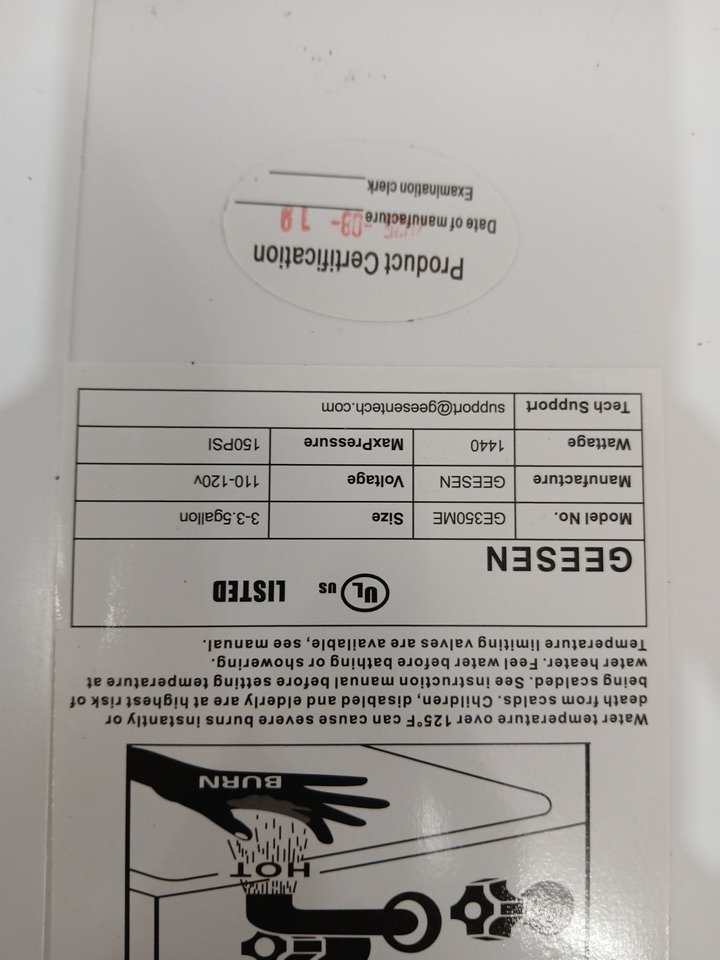 Water temperature over 125°F can cause severe burns instantly or
death from scalds. Children, disabled and elderly are at highest risk of
being scalded. See instruction manual before setting temperature at
water heater. Feel water before bathing or showering.
Temperature limiting valves are available, see manual.
HOT
BURN
UL US LISTED
GEESEN
Model No. GE350ME Size 3-3.5gallon
Manufacture GEESEN Voltage 110-120v
Wattage 1440 MaxPressure 150PSI
Tech Support support@geesentech.com
Product Certification
Date of manufacture -09- 19
Examination clerk